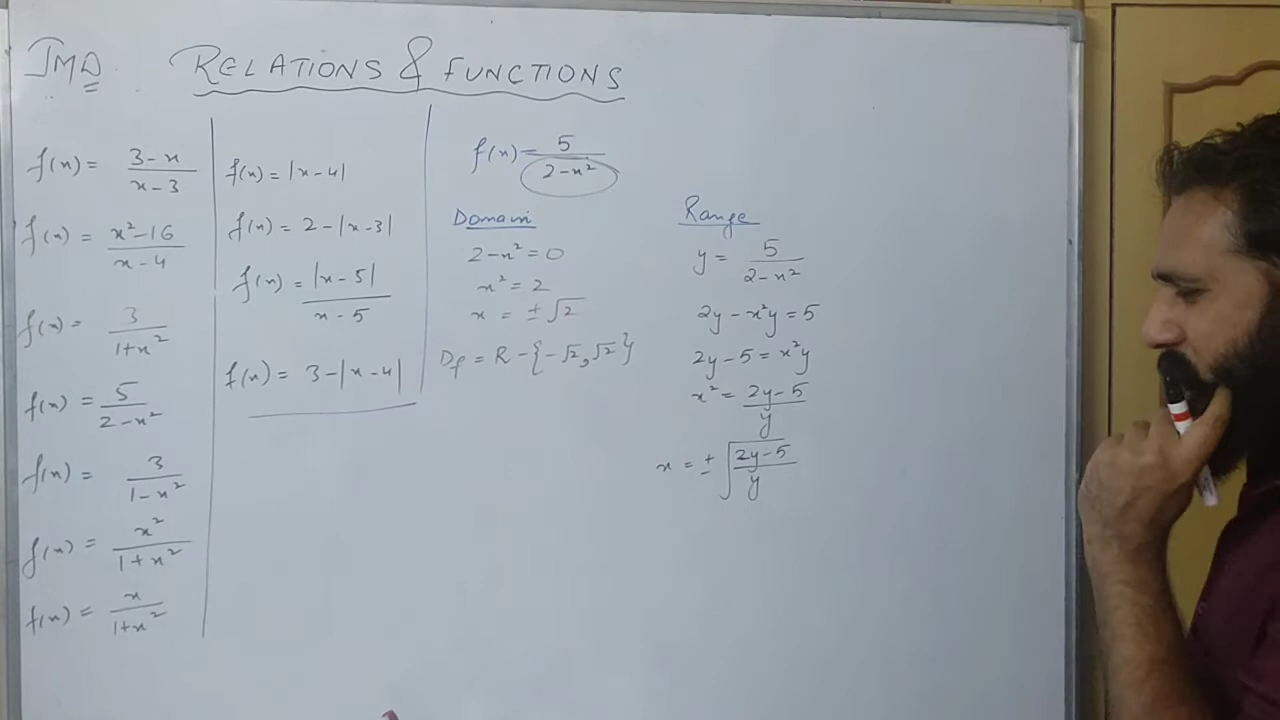 JMD RELATIONS & FUNCTIONS
f(x) = 3-x / x-3
f(x) = x²-16 / x-4
f(x) = 3 / 1+x²
f(x) = 5 / 2-x²
f(x) = 3 / 1-x²
f(x) = x² / 1+x²
f(x) = x / 1+x²
f(x) = |x-4|
f(x) = 2-|x-3|
f(x) = |x-5| / x-5
f(x) = 3-|x-4|
f(x) = 5 / 2-x²
Domain
2-x² = 0
x² = 2
x = ±√2
Df = R-{-√2, √2}
Range
y = 5 / 2-x²
2y-x²y = 5
2y-5 = x²y
x² = 2y-5 / y
x = ±√(2y-5 / y)